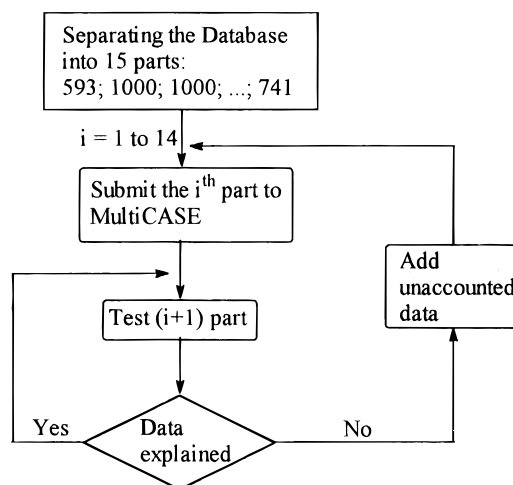 Separating the Database
into 15 parts:
593; 1000; 1000; ...; 741
i = 1 to 14
Submit the i^th part to
MultiCASE
Add
unaccounted
data
Test (i+1) part
Yes
Data
explained
No